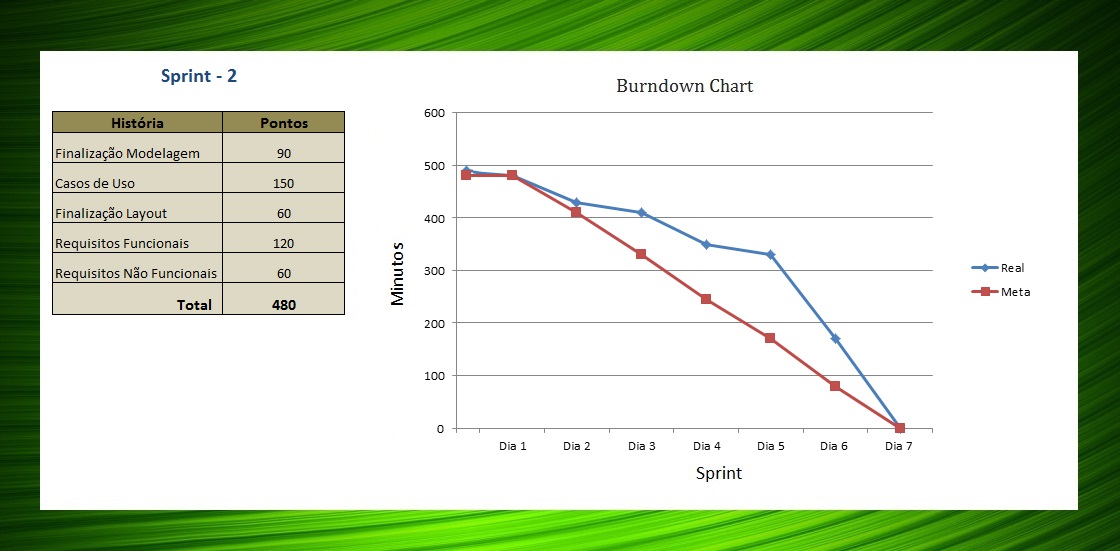 Sprint - 2
História Pontos
Finalização Modelagem 90
Casos de Uso 150
Finalização Layout 60
Requisitos Funcionais 120
Requisitos Não Funcionais 60
Total 480
Burndown Chart
600
500
400
300
200
100
0
Minutos
Dia 1 Dia 2 Dia 3 Dia 4 Dia 5 Dia 6 Dia 7
Sprint
Real
Meta